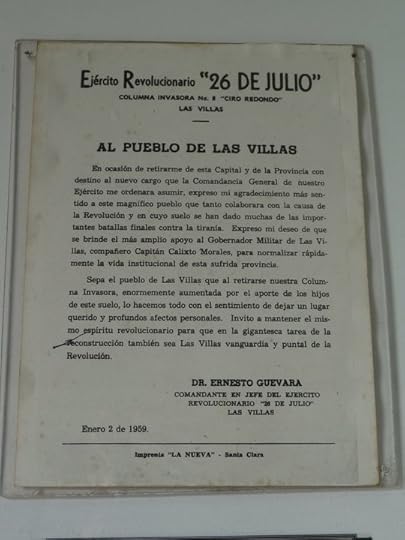 Ejército Revolucionario "26 DE JULIO"
COLUMNA INVASORA No. 8 "CIRO REDONDO"
LAS VILLAS
AL PUEBLO DE LAS VILLAS
En ocasión de retirarme de esta Capital y de la Provincia con
destino al nuevo cargo que la Comandancia General de nuestro
Ejército me ordenara asumir, expreso mi agradecimiento más sen-
tido a este magnífico pueblo que tanto colaborara con la causa de
la Revolución y en cuyo suelo se han dado muchas de las impor-
tantes batallas finales contra la tiranía. Expreso mi deseo de que
se brinde el más amplio apoyo al Gobernador Militar de Las Vi-
llas, compañero Capitán Calixto Morales, para normalizar rápida-
mente la vida institucional de esta sufrida provincia.
Sepa el pueblo de Las Villas que al retirarse nuestra Colum-
na Invasora, enormemente aumentada por el aporte de los hijos
de este suelo, lo hacemos todo con el sentimiento de dejar un lugar
querido y profundos afectos personales. Invito a mantener el mis-
mo espíritu revolucionario para que en la gigantesca tarea de la
reconstrucción también sea Las Villas vanguardia y puntal de la
Revolución.
DR. ERNESTO GUEVARA
COMANDANTE EN JEFE DEL EJERCITO
REVOLUCIONARIO "26 DE JULIO"
LAS VILLAS
Enero 2 de 1959.
Imprenta "LA NUEVA" - Santa Clara